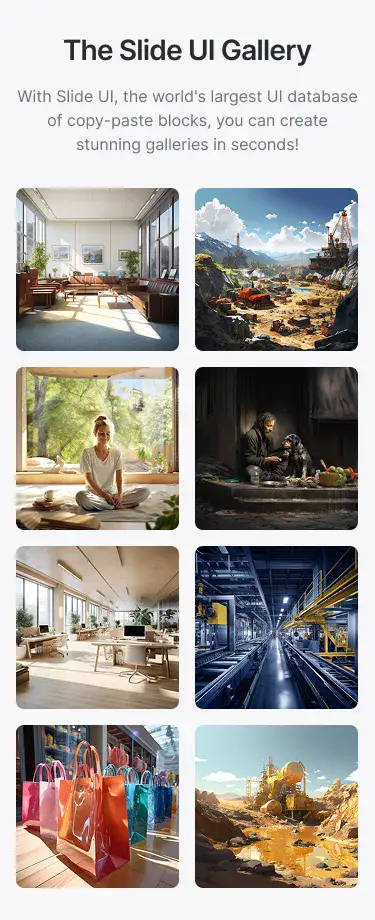 The Slide UI Gallery
With Slide UI, the world's largest UI database
of copy-paste blocks, you can create
stunning galleries in seconds!